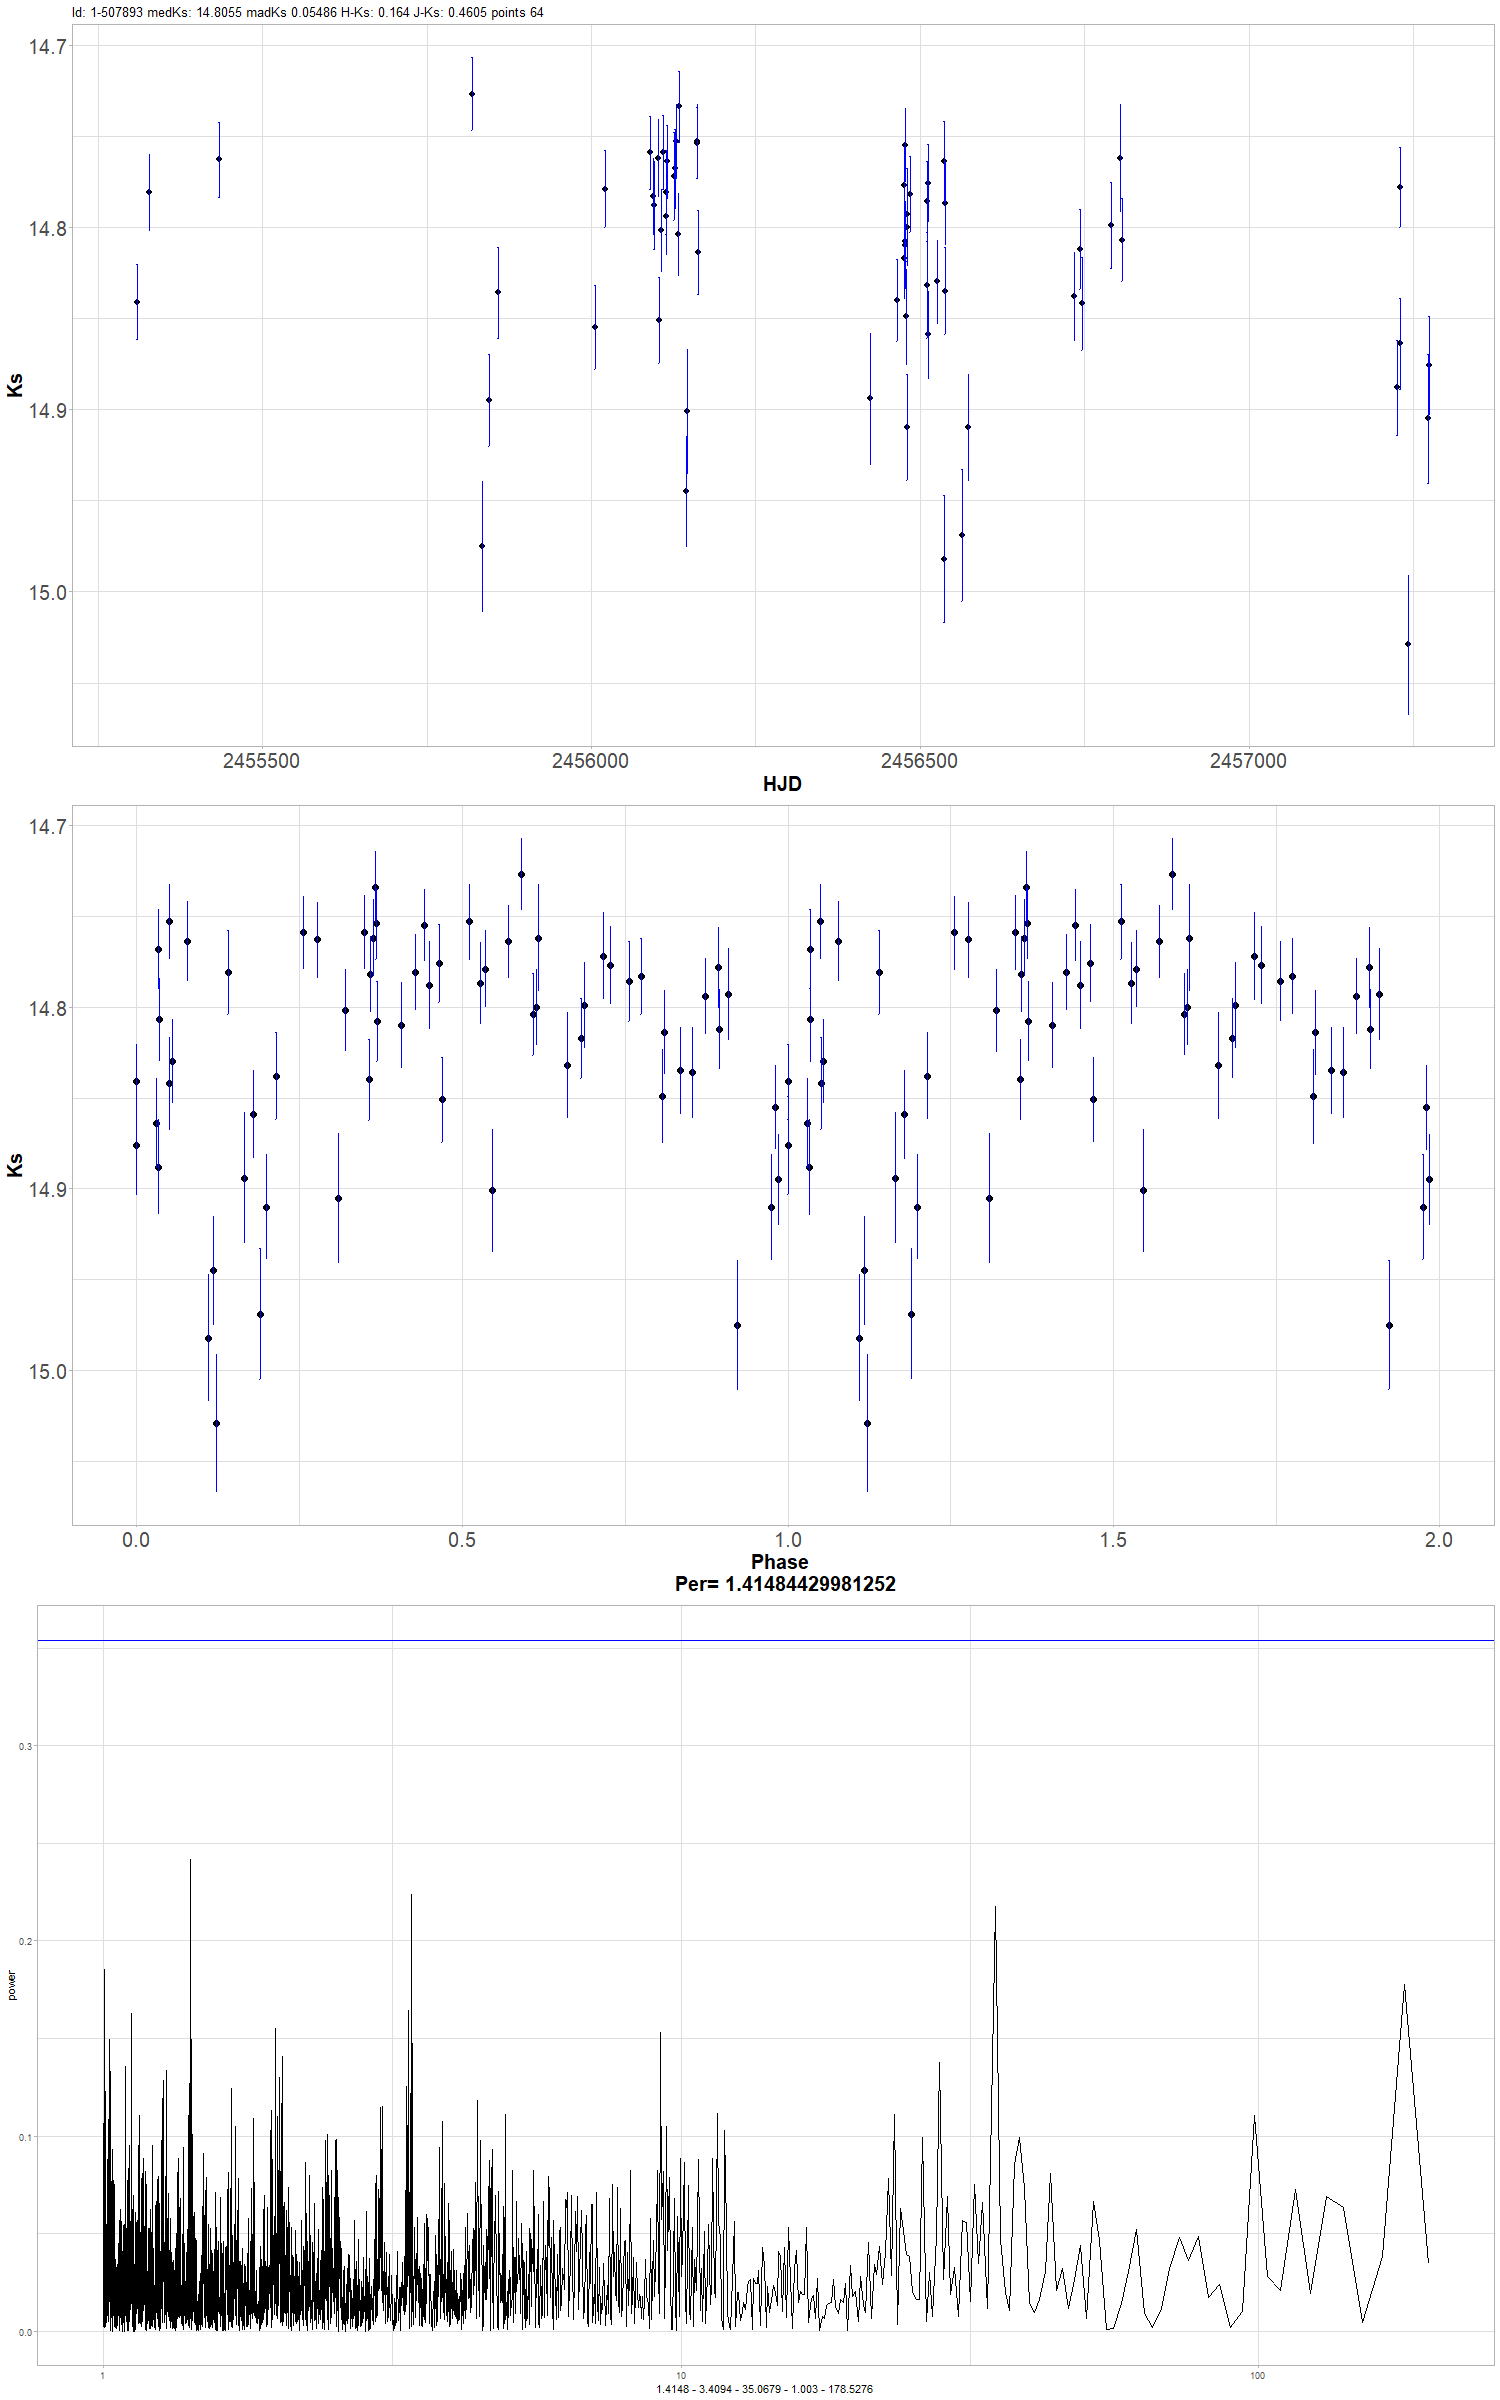 Id: 1-507893 medKs: 14.8055 madKs 0.05486 H-Ks: 0.164 J-Ks: 0.4605 points 64
14.7
14.8
14.9
15.0
Ks
2455500 2456000 2456500 2457000
HJD
14.7
14.8
14.9
15.0
Ks
0.0 0.5 1.0 1.5 2.0
Phase
Per= 1.41484429981252
0.3
0.2
0.1
0.0
power
1 10 100
1.4148 - 3.4094 - 35.0679 - 1.003 - 178.5276